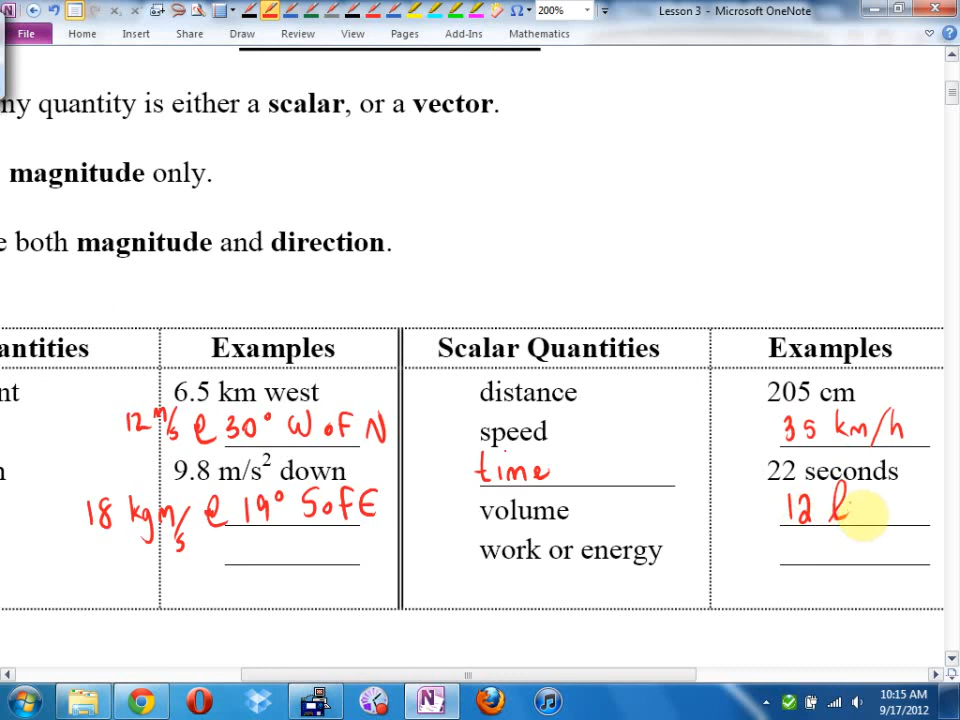 Lesson 3 - Microsoft OneNote
200%
File Home Insert Share Draw Review View Pages Add-Ins Mathematics
ny quantity is either a scalar, or a vector.
magnitude only.
e both magnitude and direction.
antities Examples Scalar Quantities Examples
nt 6.5 km west distance 205 cm
12 m/s @ 30° W of N speed 35 km/h
n 9.8 m/s² down time 22 seconds
18 kgm/s @ 19° S of E volume 12 l
work or energy
10:15 AM
9/17/2012